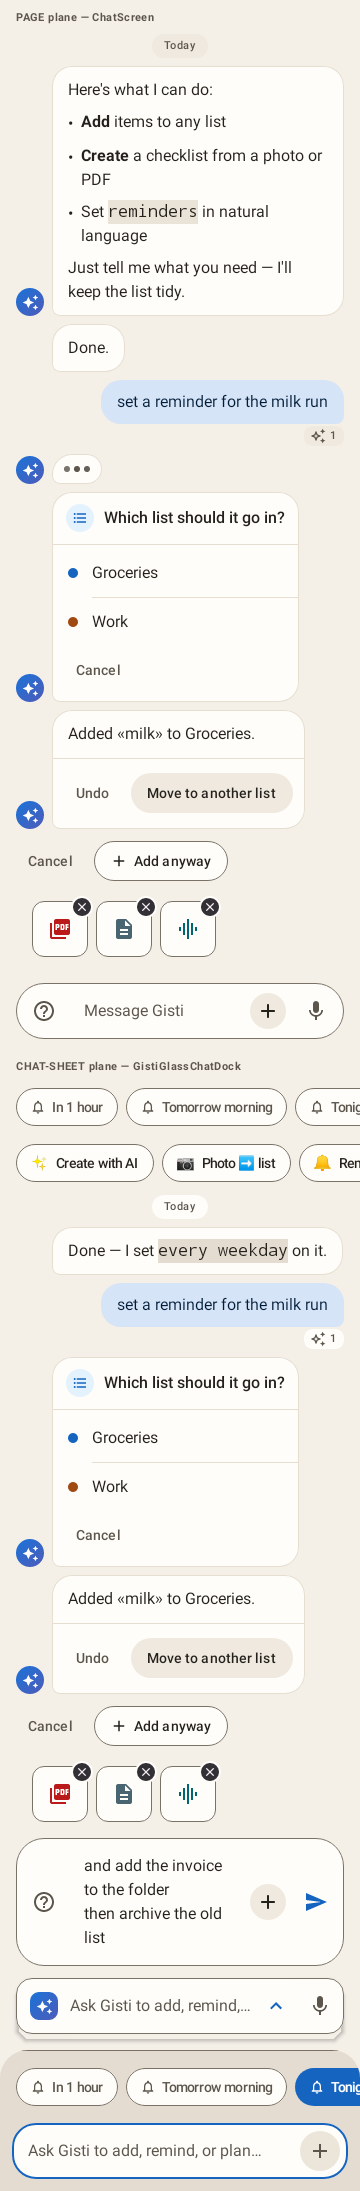 PAGE plane — ChatScreen
Today
Here's what I can do:
• Add items to any list
• Create a checklist from a photo or
PDF
• Set reminders in natural
language
Just tell me what you need — I'll
keep the list tidy.
Done.
set a reminder for the milk run
1
Which list should it go in?
Groceries
Work
Cancel
Added «milk» to Groceries.
Undo
Move to another list
Cancel
+ Add anyway
PDF
Message Gisti
CHAT-SHEET plane — GistiGlassChatDock
In 1 hour
Tomorrow morning
Tonig
✨ Create with AI
📷 Photo ➡️ list
🔔 Ren
Today
Done — I set every weekday on it.
set a reminder for the milk run
1
Which list should it go in?
Groceries
Work
Cancel
Added «milk» to Groceries.
Undo
Move to another list
Cancel
+ Add anyway
PDF
and add the invoice
to the folder
then archive the old
list
Ask Gisti to add, remind,…
In 1 hour
Tomorrow morning
Tonig
Ask Gisti to add, remind, or plan…